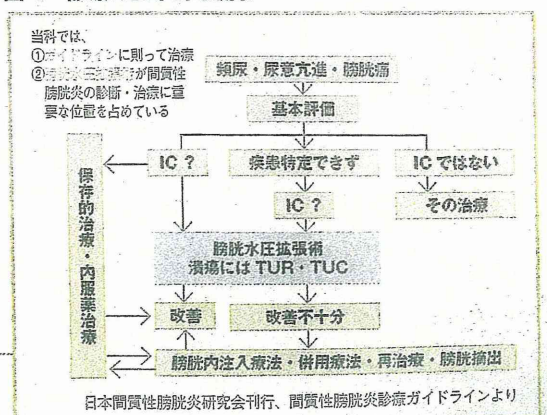 当科では、
①ガイドラインに則って治療
②膀胱水圧拡張術が間質性
膀胱炎の診断・治療に重
要な位置を占めている
頻尿・尿意亢進・膀胱痛
基本評価
IC？
疾患特定できず
ICではない
IC？
その治療
保存的治療・内服薬治療
膀胱水圧拡張術
潰瘍にはTUR・TUC
改善
改善不十分
膀胱内注入療法・併用療法・再治療・膀胱摘出
日本間質性膀胱炎研究会刊行、間質性膀胱炎診療ガイドラインより